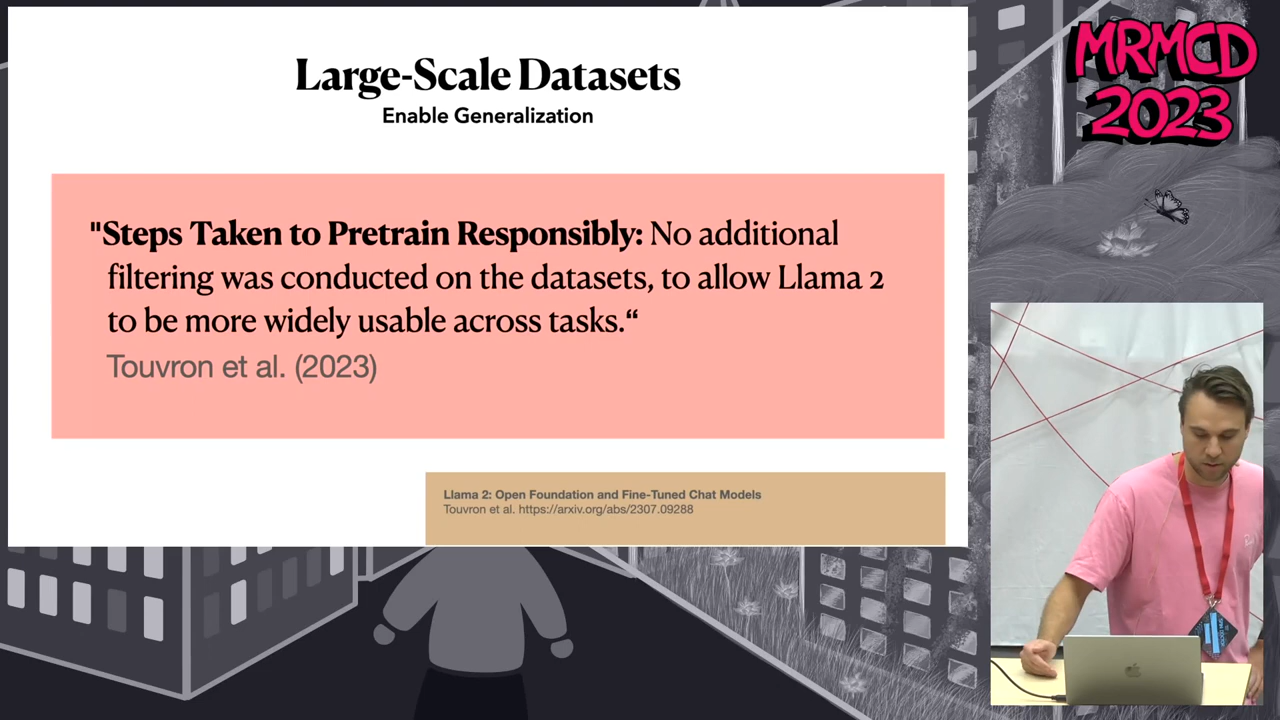 Large-Scale Datasets
Enable Generalization
"Steps Taken to Pretrain Responsibly: No additional
filtering was conducted on the datasets, to allow Llama 2
to be more widely usable across tasks.“
Touvron et al. (2023)
Llama 2: Open Foundation and Fine-Tuned Chat Models
Touvron et al. https://arxiv.org/abs/2307.09288
MRMCD
2023